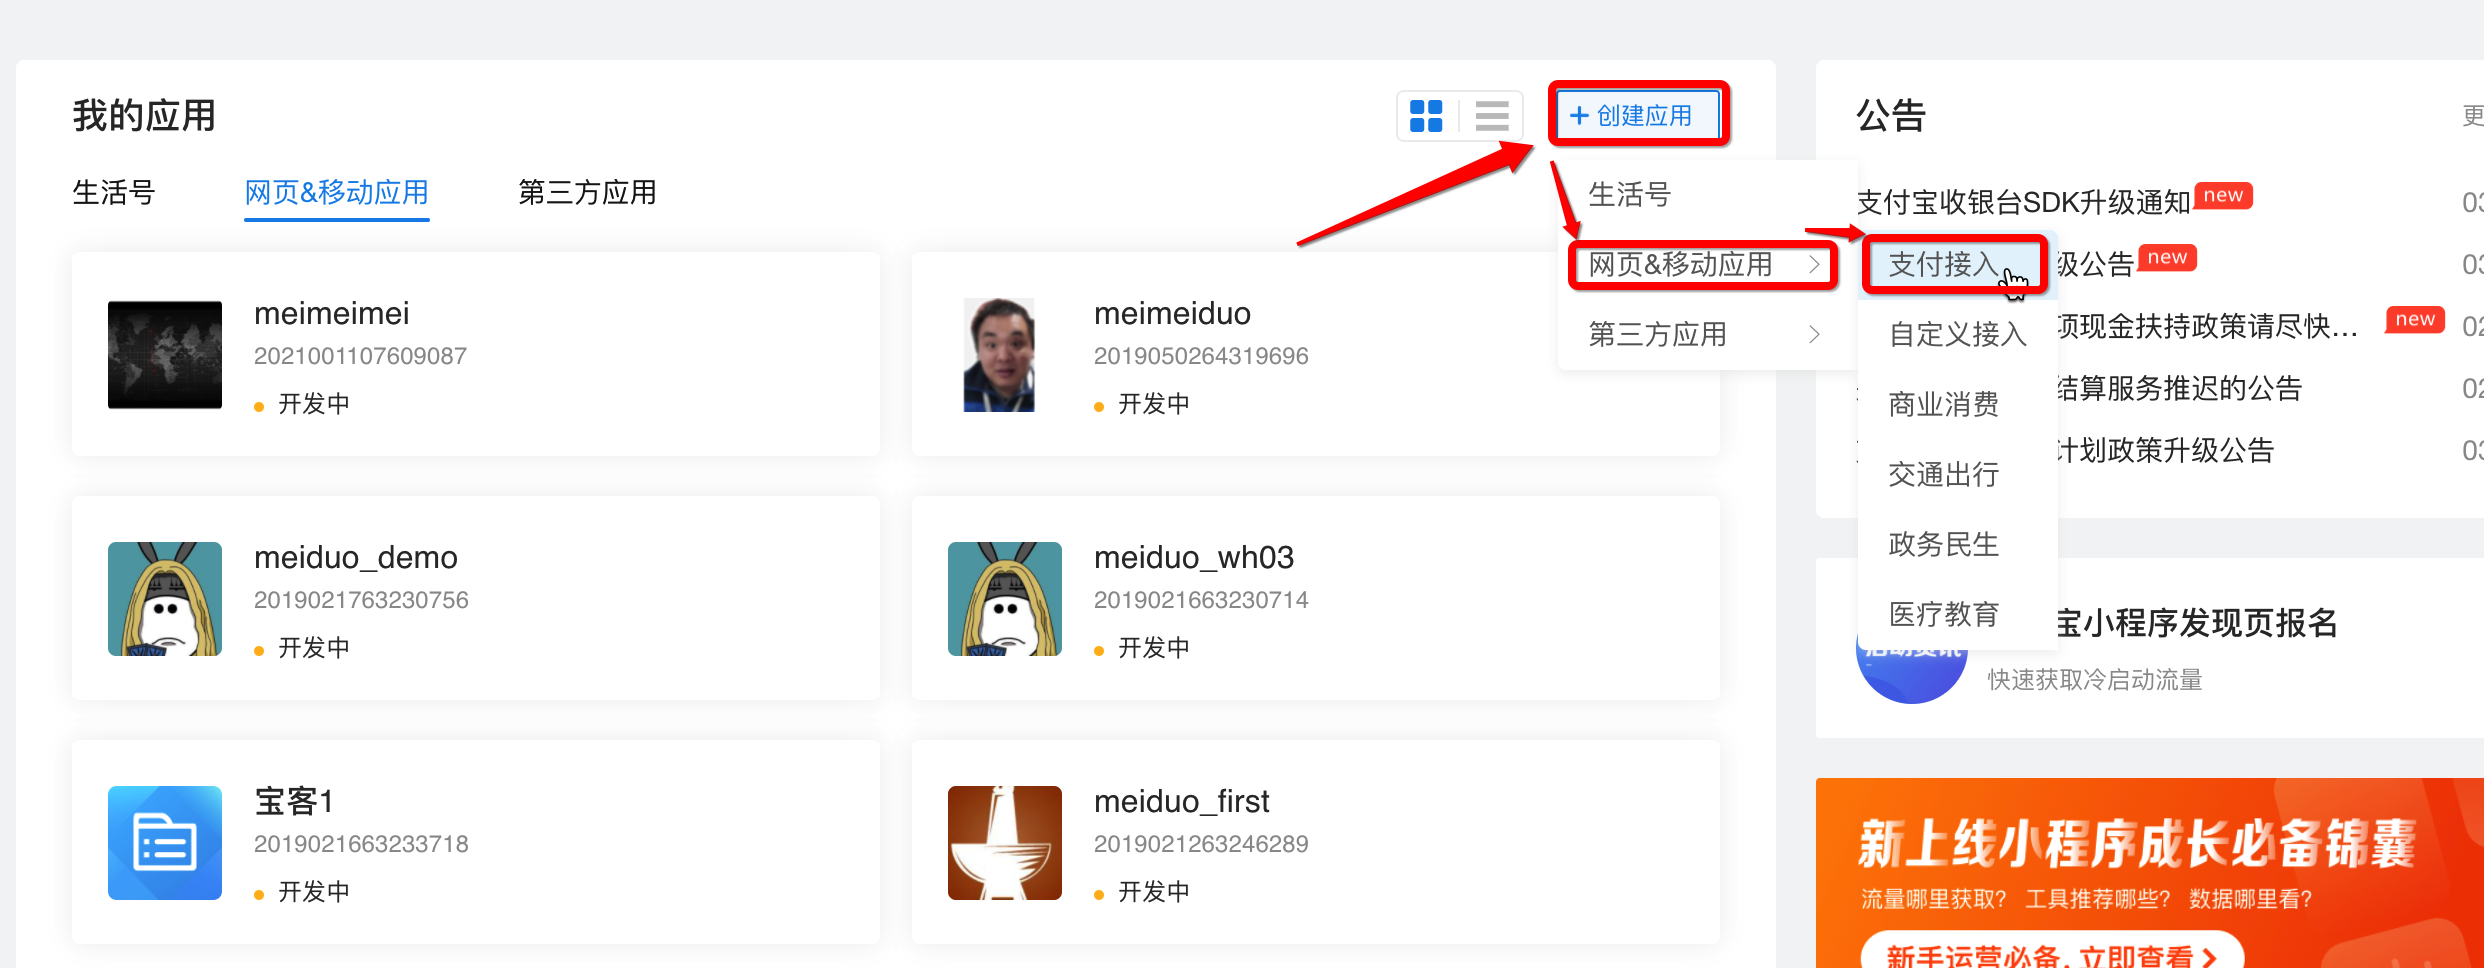 我的应用
+ 创建应用
生活号
网页&移动应用
第三方应用
meimeimei
2021001107609087
开发中
meimeiduo
2019050264319696
开发中
meiduo_demo
2019021763230756
开发中
meiduo_wh03
2019021663230714
开发中
宝客1
2019021663233718
开发中
meiduo_first
2019021263246289
开发中
生活号
网页&移动应用
第三方应用
支付接入
自定义接入
商业消费
交通出行
政务民生
医疗教育
公告
更
支付宝收银台SDK升级通知 new
03
级公告 new
03
项现金扶持政策请尽快... new
02
结算服务推迟的公告
02
计划政策升级公告
03
宝小程序发现页报名
快速获取冷启动流量
新上线小程序成长必备锦囊
流量哪里获取? 工具推荐哪些? 数据哪里看?
新手运营必备，立即查看